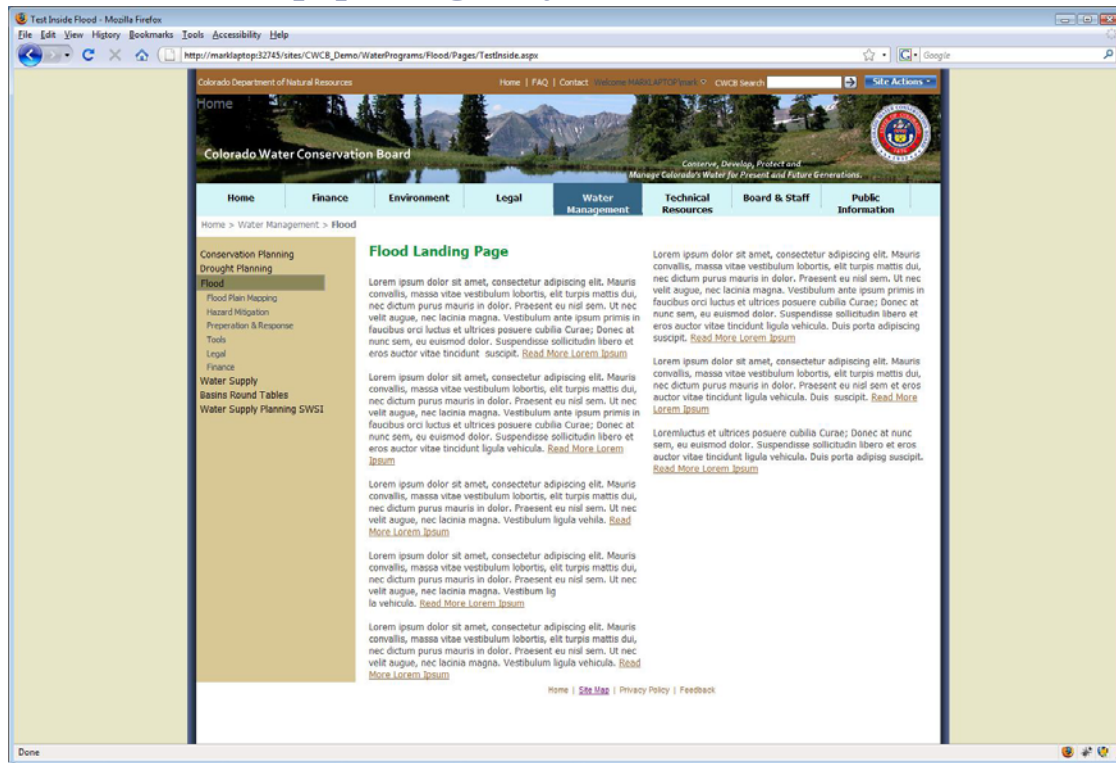 Test Inside Flood - Mozilla Firefox
File Edit View History Bookmarks Tools Accessibility Help
http://marklaptop:32745/sites/CWCB_Demo/WaterPrograms/Flood/Pages/TestInside.aspx
Google
Colorado Department of Natural Resources
Home | FAQ | Contact Welcome MARKLAPTOP\mark CWCB Search
Site Actions
Home
Colorado Water Conservation Board
Conserve, Develop, Protect and
Manage Colorado's Water for Present and Future Generations.
Home Finance Environment Legal Water Management Technical Resources Board & Staff Public Information
Home > Water Management > Flood
Conservation Planning
Drought Planning
Flood
Flood Plain Mapping
Hazard Mitigation
Preperation & Response
Tools
Legal
Finance
Water Supply
Basins Round Tables
Water Supply Planning SWSI
Flood Landing Page
Lorem ipsum dolor sit amet, consectetur adipiscing elit. Mauris
convallis, massa vitae vestibulum lobortis, elit turpis mattis dui,
nec dictum purus mauris in dolor. Praesent eu nisl sem. Ut nec
velit augue, nec lacinia magna. Vestibulum ante ipsum primis in
faucibus orci luctus et ultrices posuere cubilia Curae; Donec at
nunc sem, eu euismod dolor. Suspendisse sollicitudin libero et
eros auctor vitae tincidunt suscipit. Read More Lorem Ipsum
Lorem ipsum dolor sit amet, consectetur adipiscing elit. Mauris
convallis, massa vitae vestibulum lobortis, elit turpis mattis dui,
nec dictum purus mauris in dolor. Praesent eu nisl sem. Ut nec
velit augue, nec lacinia magna. Vestibulum ante ipsum primis in
faucibus orci luctus et ultrices posuere cubilia Curae; Donec at
nunc sem, eu euismod dolor. Suspendisse sollicitudin libero et
eros auctor vitae tincidunt ligula vehicula. Read More Lorem
Ipsum
Lorem ipsum dolor sit amet, consectetur adipiscing elit. Mauris
convallis, massa vitae vestibulum lobortis, elit turpis mattis dui,
nec dictum purus mauris in dolor. Praesent eu nisl sem. Ut nec
velit augue, nec lacinia magna. Vestibulum ligula vehila. Read
More Lorem Ipsum
Lorem ipsum dolor sit amet, consectetur adipiscing elit. Mauris
convallis, massa vitae vestibulum lobortis, elit turpis mattis dui,
nec dictum purus mauris in dolor. Praesent eu nisl sem. Ut nec
velit augue, nec lacinia magna. Vestibum lig
la vehicula. Read More Lorem Ipsum
Lorem ipsum dolor sit amet, consectetur adipiscing elit. Mauris
convallis, massa vitae vestibulum lobortis, elit turpis mattis dui,
nec dictum purus mauris in dolor. Praesent eu nisl sem. Ut nec
velit augue, nec lacinia magna. Vestibulum ligula vehicula. Read
More Lorem Ipsum
Lorem ipsum dolor sit amet, consectetur adipiscing elit. Mauris
convallis, massa vitae vestibulum lobortis, elit turpis mattis dui,
nec dictum purus mauris in dolor. Praesent eu nisl sem. Ut nec
velit augue, nec lacinia magna. Vestibulum ante ipsum primis in
faucibus orci luctus et ultrices posuere cubilia Curae; Donec at
nunc sem, eu euismod dolor. Suspendisse sollicitudin libero et
eros auctor vitae tincidunt ligula vehicula. Duis porta adipiscing
suscipit. Read More Lorem Ipsum
Lorem ipsum dolor sit amet, consectetur adipiscing elit. Mauris
convallis, massa vitae vestibulum lobortis, elit turpis mattis dui,
nec dictum purus mauris in dolor. Praesent eu nisl sem et eros
auctor vitae tincidunt ligula vehicula. Duis suscipit. Read More
Lorem Ipsum
Loremluctus et ultrices posuere cubilia Curae; Donec at nunc
sem, eu euismod dolor. Suspendisse sollicitudin libero et eros
auctor vitae tincidunt ligula vehicula. Duis porta adipisg suscipit.
Read More Lorem Ipsum
Home | Site Map | Privacy Policy | Feedback
Done